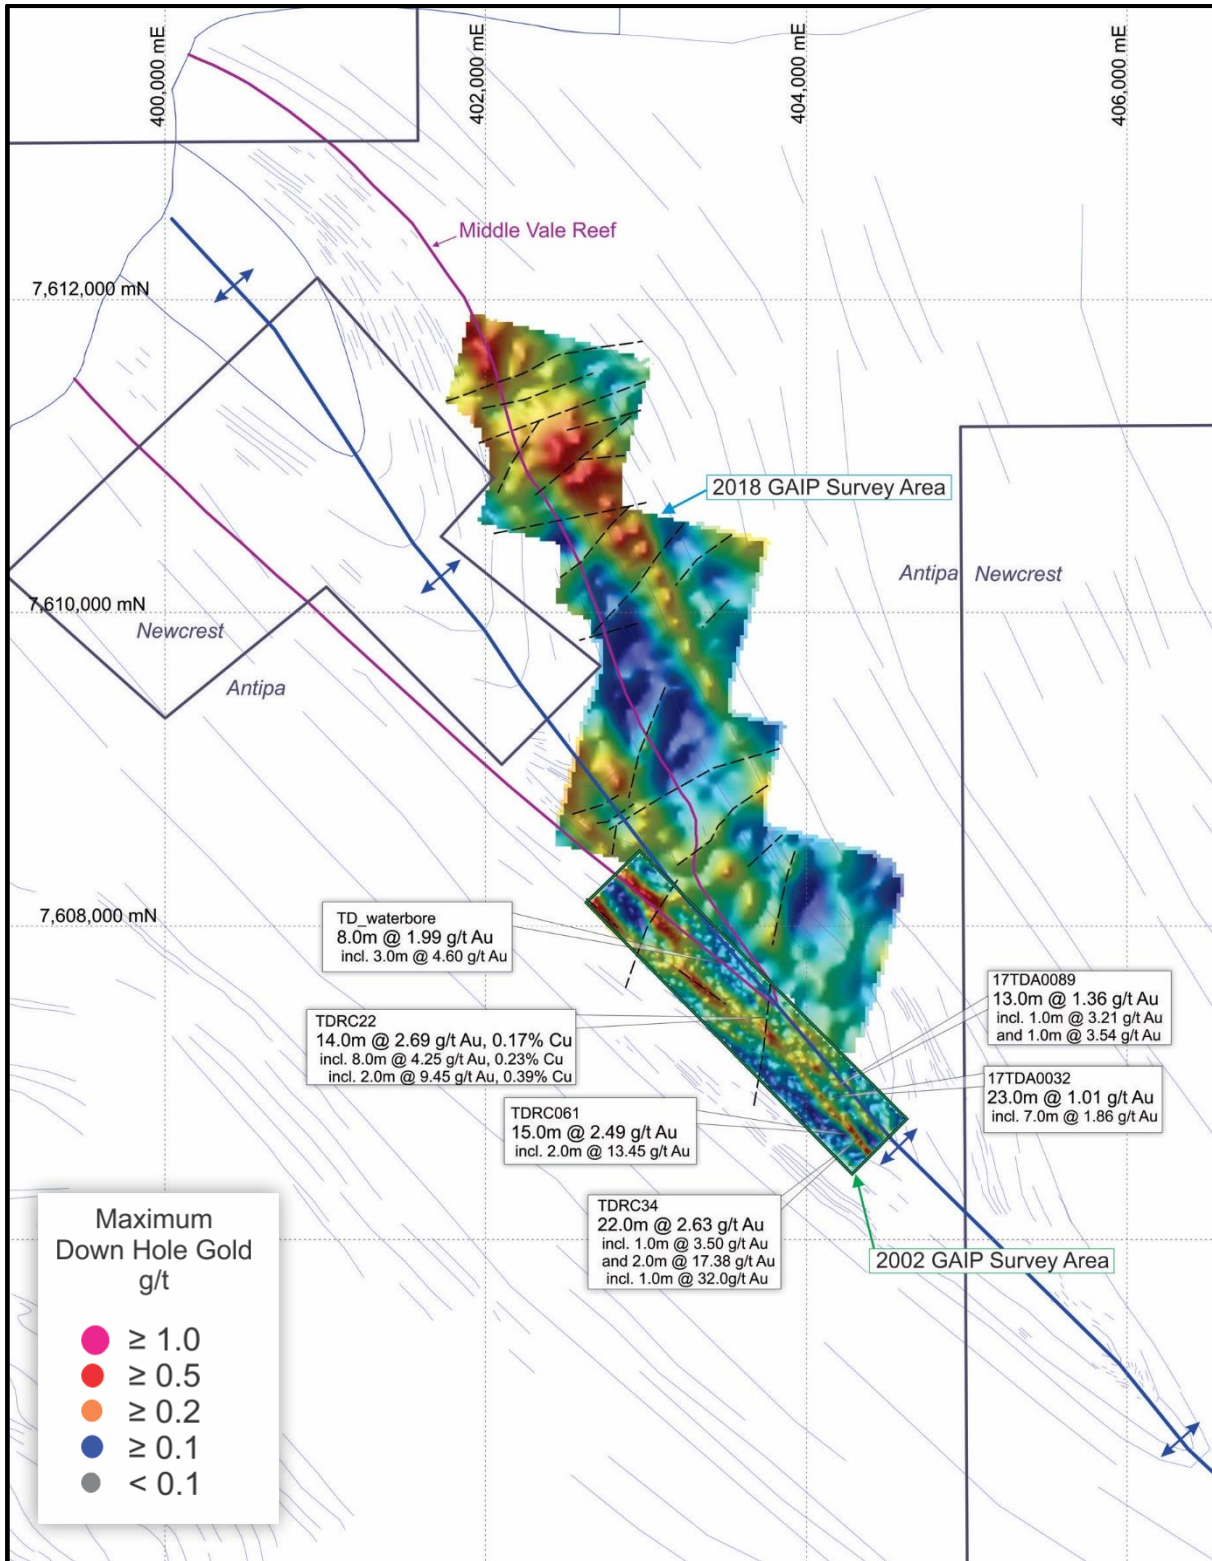 400,000 mE
402,000 mE
404,000 mE
406,000 mE
Middle Vale Reef
7,612,000 mN
2018 GAIP Survey Area
Antipa
Newcrest
7,610,000 mN
Newcrest
Antipa
7,608,000 mN
TD_waterbore
8.0m @ 1.99 g/t Au
incl. 3.0m @ 4.60 g/t Au
17TDA0089
13.0m @ 1.36 g/t Au
incl. 1.0m @ 3.21 g/t Au
and 1.0m @ 3.54 g/t Au
TDRC22
14.0m @ 2.69 g/t Au, 0.17% Cu
incl. 8.0m @ 4.25 g/t Au, 0.23% Cu
incl. 2.0m @ 9.45 g/t Au, 0.39% Cu
17TDA0032
23.0m @ 1.01 g/t Au
incl. 7.0m @ 1.86 g/t Au
TDRC061
15.0m @ 2.49 g/t Au
incl. 2.0m @ 13.45 g/t Au
TDRC34
22.0m @ 2.63 g/t Au
incl. 1.0m @ 3.50 g/t Au
and 2.0m @ 17.38 g/t Au
incl. 1.0m @ 32.0g/t Au
2002 GAIP Survey Area
Maximum
Down Hole Gold
g/t
≥ 1.0
≥ 0.5
≥ 0.2
≥ 0.1
< 0.1